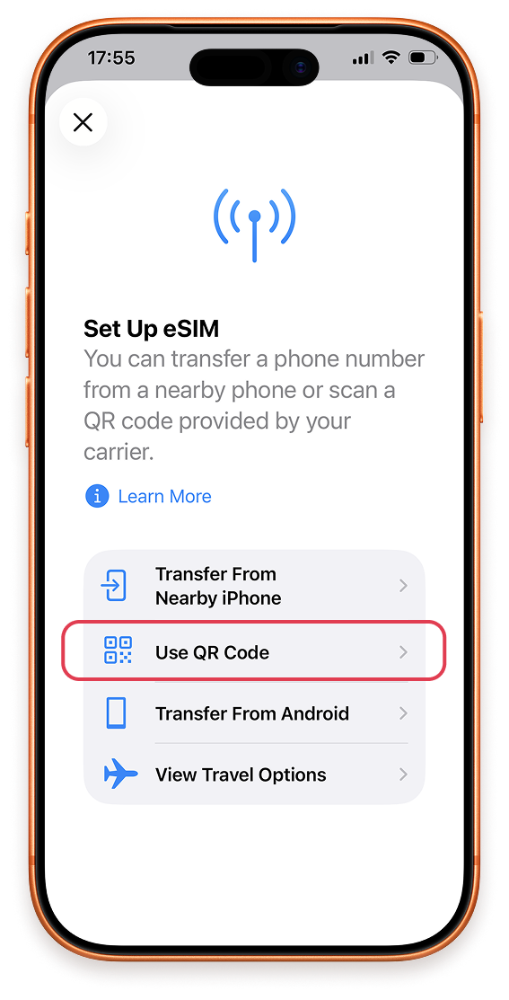 17:55
Set Up eSIM
You can transfer a phone number
from a nearby phone or scan a
QR code provided by your
carrier.
Learn More
Transfer From
Nearby iPhone
Use QR Code
Transfer From Android
View Travel Options